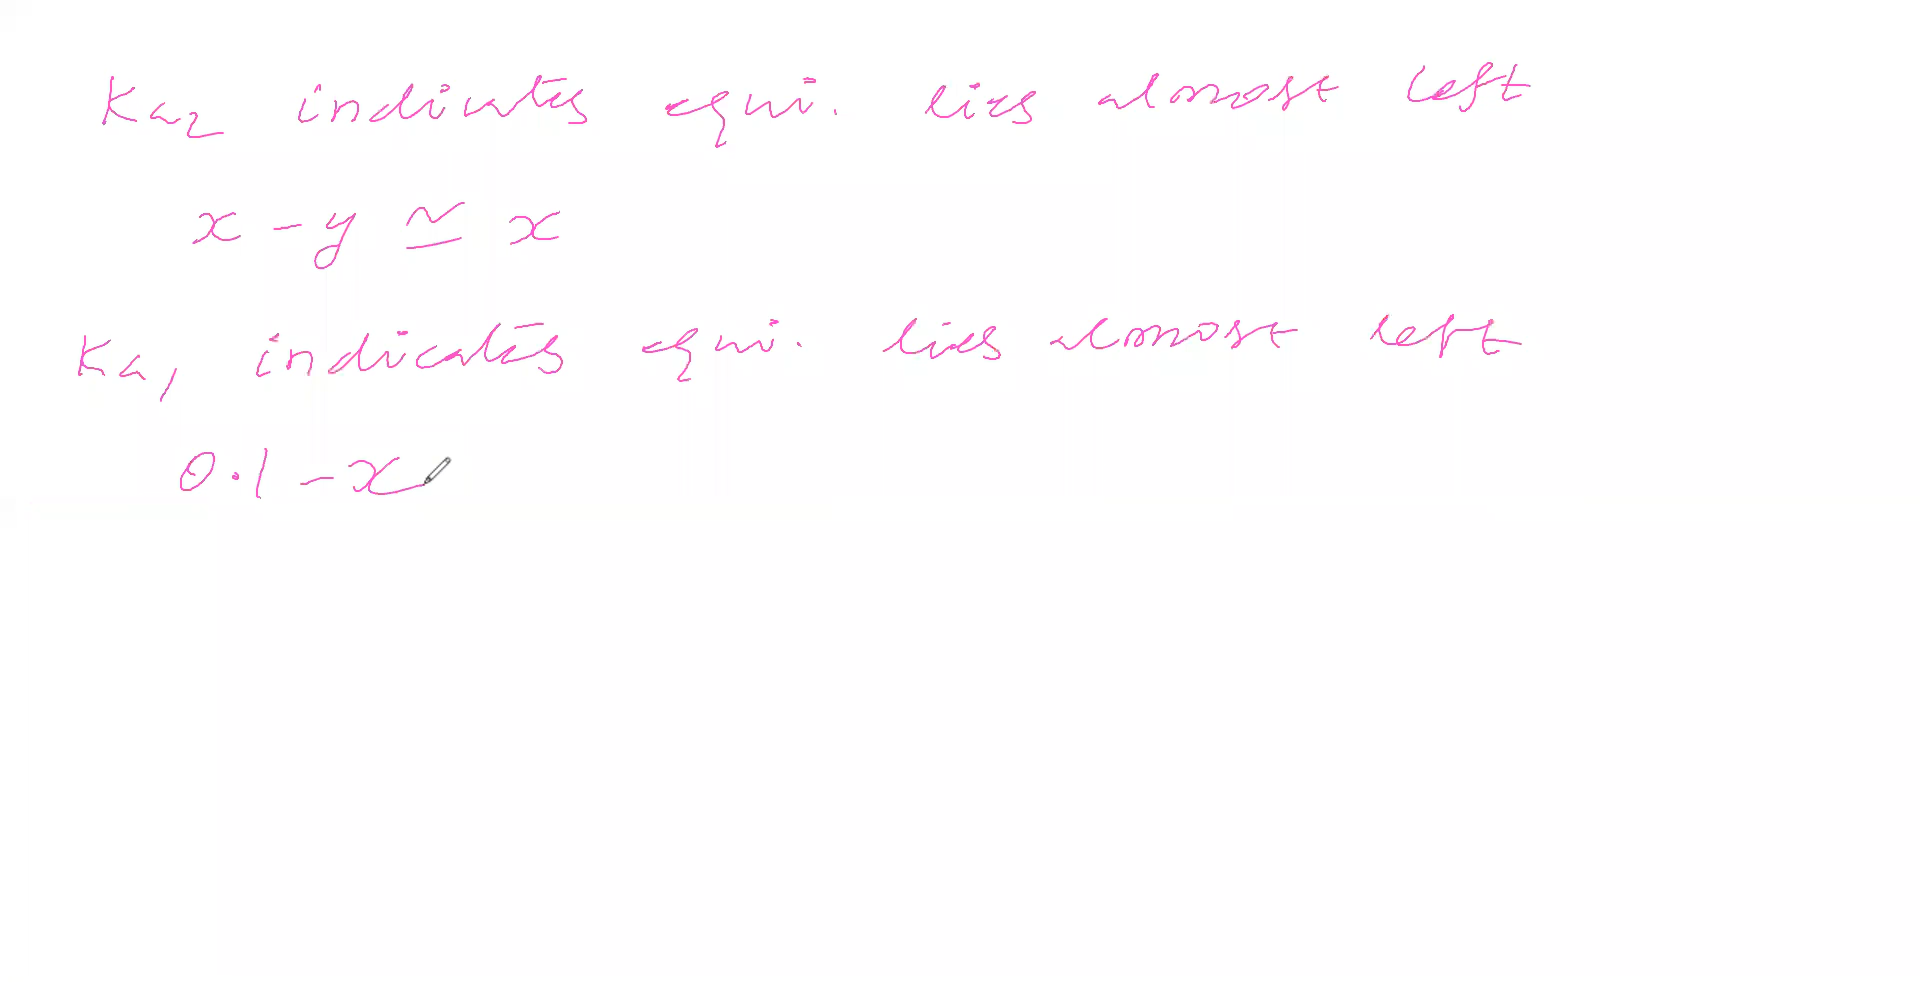 Ka2 indicates equi. lies almost left
x - y ≃ x
Ka1 indicates equi. lies almost left
0.1 - x